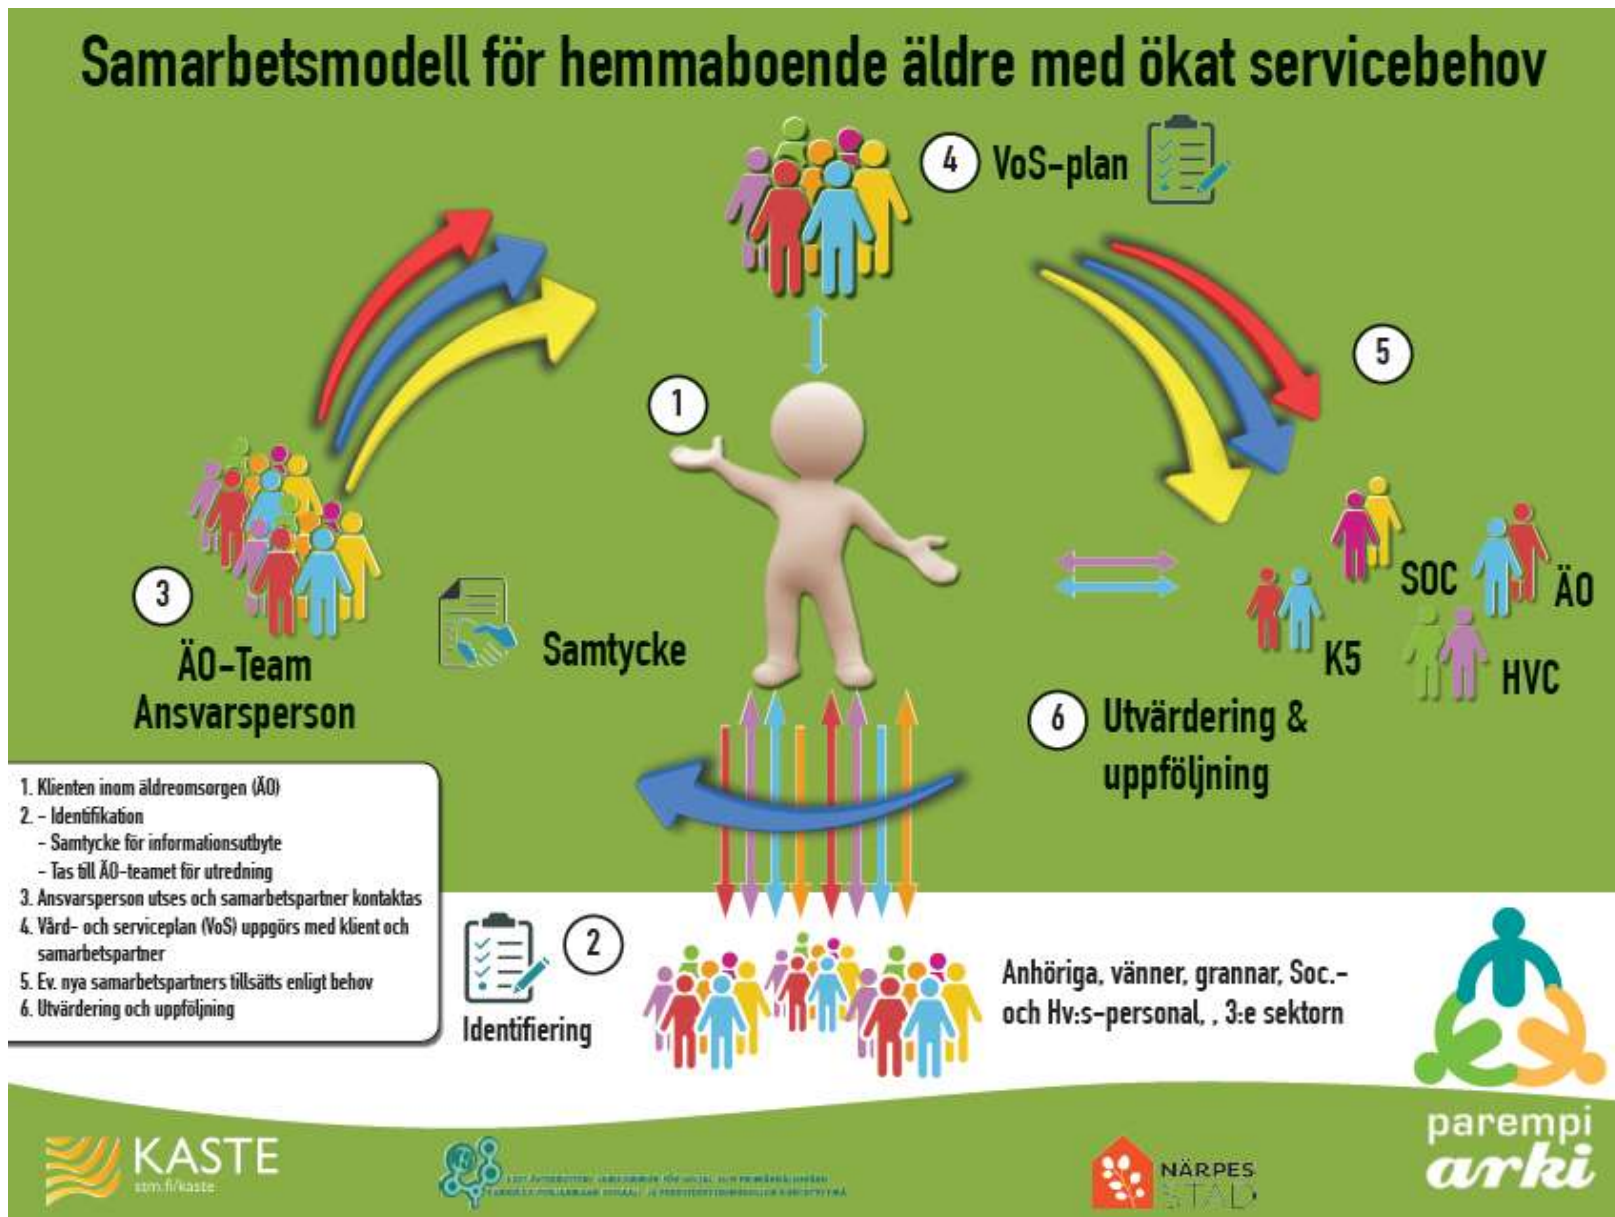 Samarbetsmodell för hemmaboende äldre med ökat servicebehov
4 VoS-plan
5
1
3
ÄO-Team
Ansvarsperson
Samtycke
SOC
ÄO
K5
HVC
6 Utvärdering &
uppföljning
1. Klienten inom äldreomsorgen (ÄO)
2. - Identifikation
- Samtycke för informationsutbyte
- Tas till ÄO-teamet för utredning
3. Ansvarsperson utses och samarbetspartner kontaktas
4. Vård- och serviceplan (VoS) uppgörs med klient och
samarbetspartner
5. Ev. nya samarbetspartners tillsätts enligt behov
6. Utvärdering och uppföljning
2
Identifiering
Anhöriga, vänner, grannar, Soc.-
och Hv:s-personal, , 3:e sektorn
KASTE
stm.fi/kaste
NÄRPES
STAD
parempi
arki